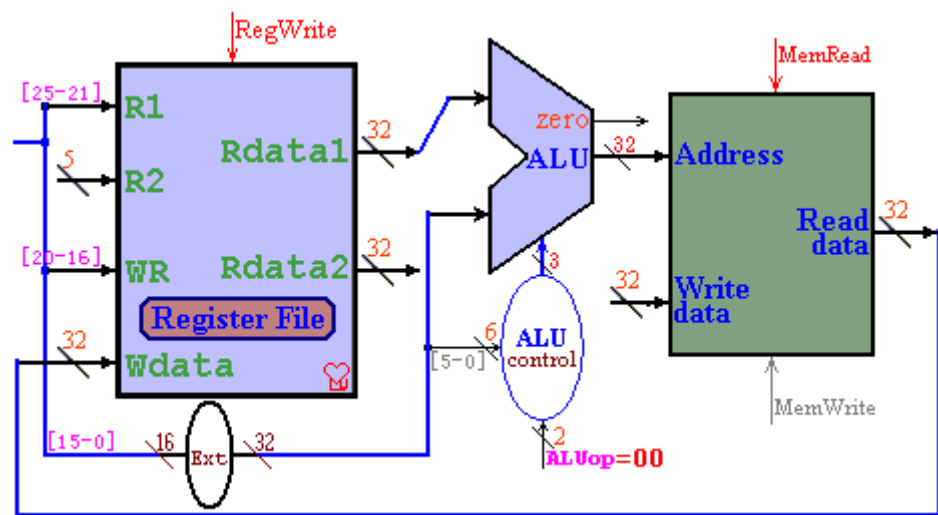 RegWrite
MemRead
[25-21]
R1
zero
32
Rdata1
ALU
32
Address
5
R2
32
Read
data
[20-16]
WR
32
Rdata2
3
32
Write
data
Register File
6
ALU
control
[5-0]
32
Wdata
MemWrite
[15-0]
16
Ext
32
2
ALUop=00